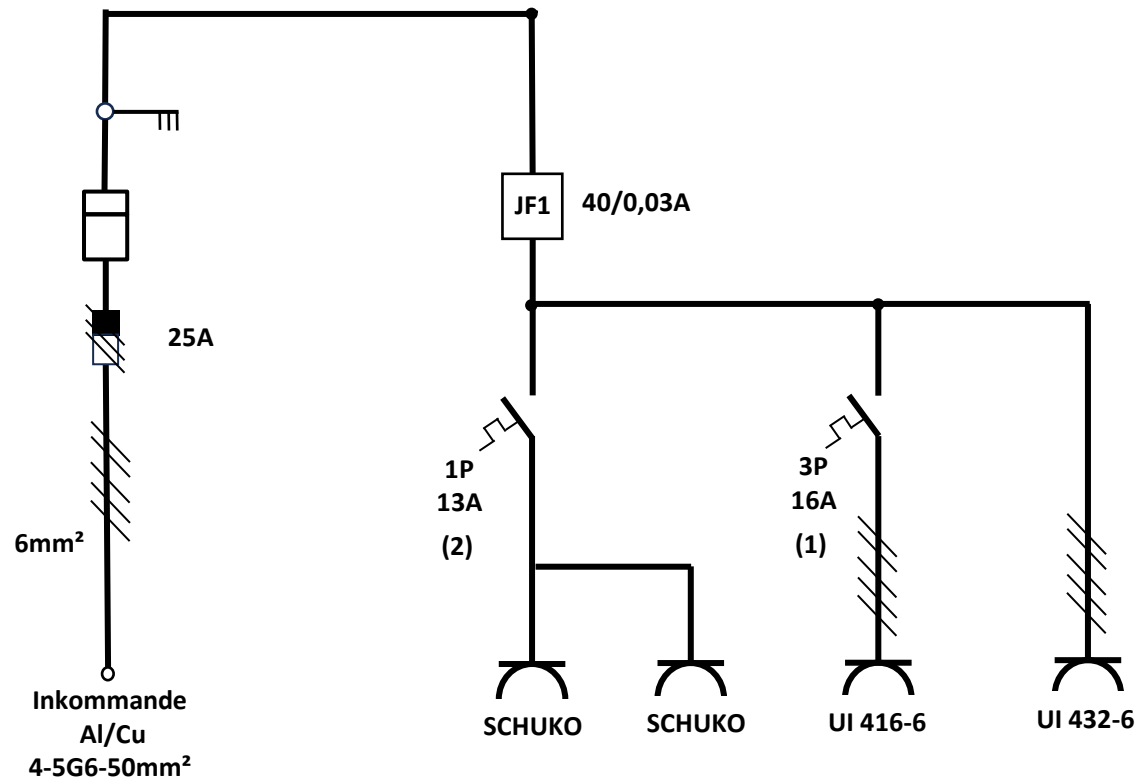 JF1
40/0,03A
25A
1P
13A
(2)
3P
16A
(1)
6mm²
Inkommande
Al/Cu
4-5G6-50mm²
SCHUKO
SCHUKO
UI 416-6
UI 432-6